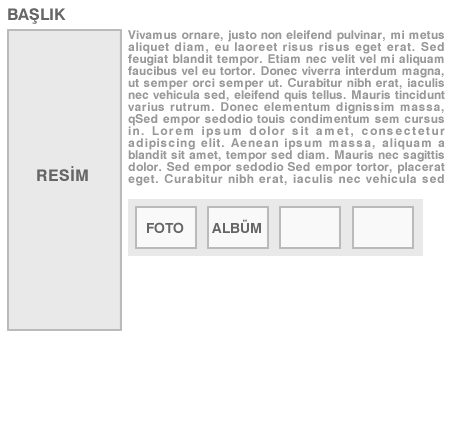 BAŞLIK
Vivamus ornare, justo non eleifend pulvinar, mi metus
aliquet diam, eu laoreet risus risus eget erat. Sed
feugiat blandit tempor. Etiam nec velit vel mi aliquam
faucibus vel eu tortor. Donec viverra interdum magna,
ut semper orci semper ut. Curabitur nibh erat, iaculis
nec vehicula sed, eleifend quis tellus. Mauris tincidunt
varius rutrum. Donec elementum dignissim massa,
qSed empor sedodio touis condimentum sem cursus
in. Lorem ipsum dolor sit amet, consectetur
adipiscing elit. Aenean ipsum massa, aliquam a
blandit sit amet, tempor sed diam. Mauris nec sagittis
dolor. Sed empor sedodio Sed empor tortor, placerat
eget. Curabitur nibh erat, iaculis nec vehicula sed
RESİM
FOTO ALBÜM